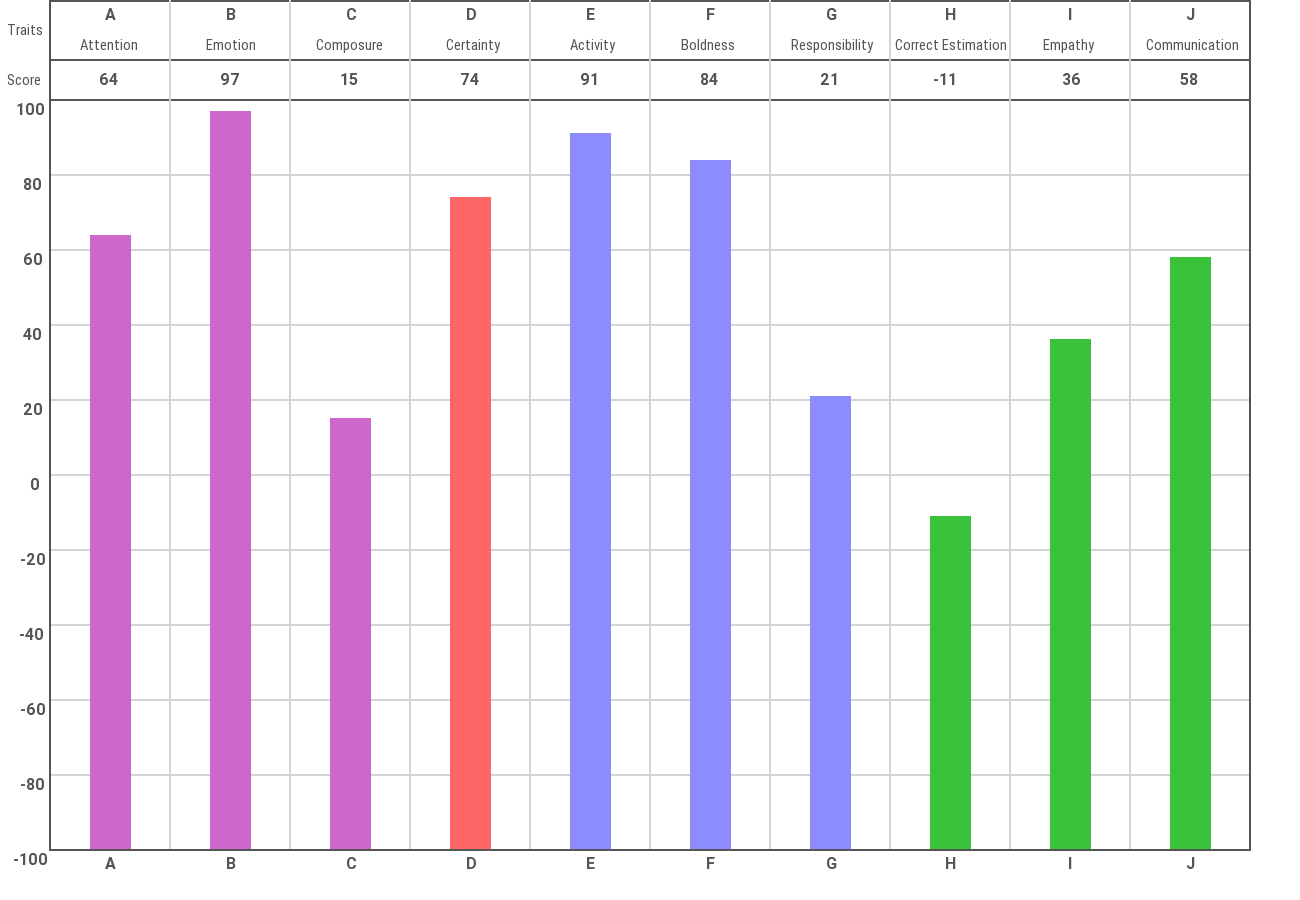 Traits A B C D E F G H I J
Attention Emotion Composure Certainty Activity Boldness Responsibility Correct Estimation Empathy Communication
Score 64 97 15 74 91 84 21 -11 36 58
100
80
60
40
20
0
-20
-40
-60
-80
-100
A B C D E F G H I J